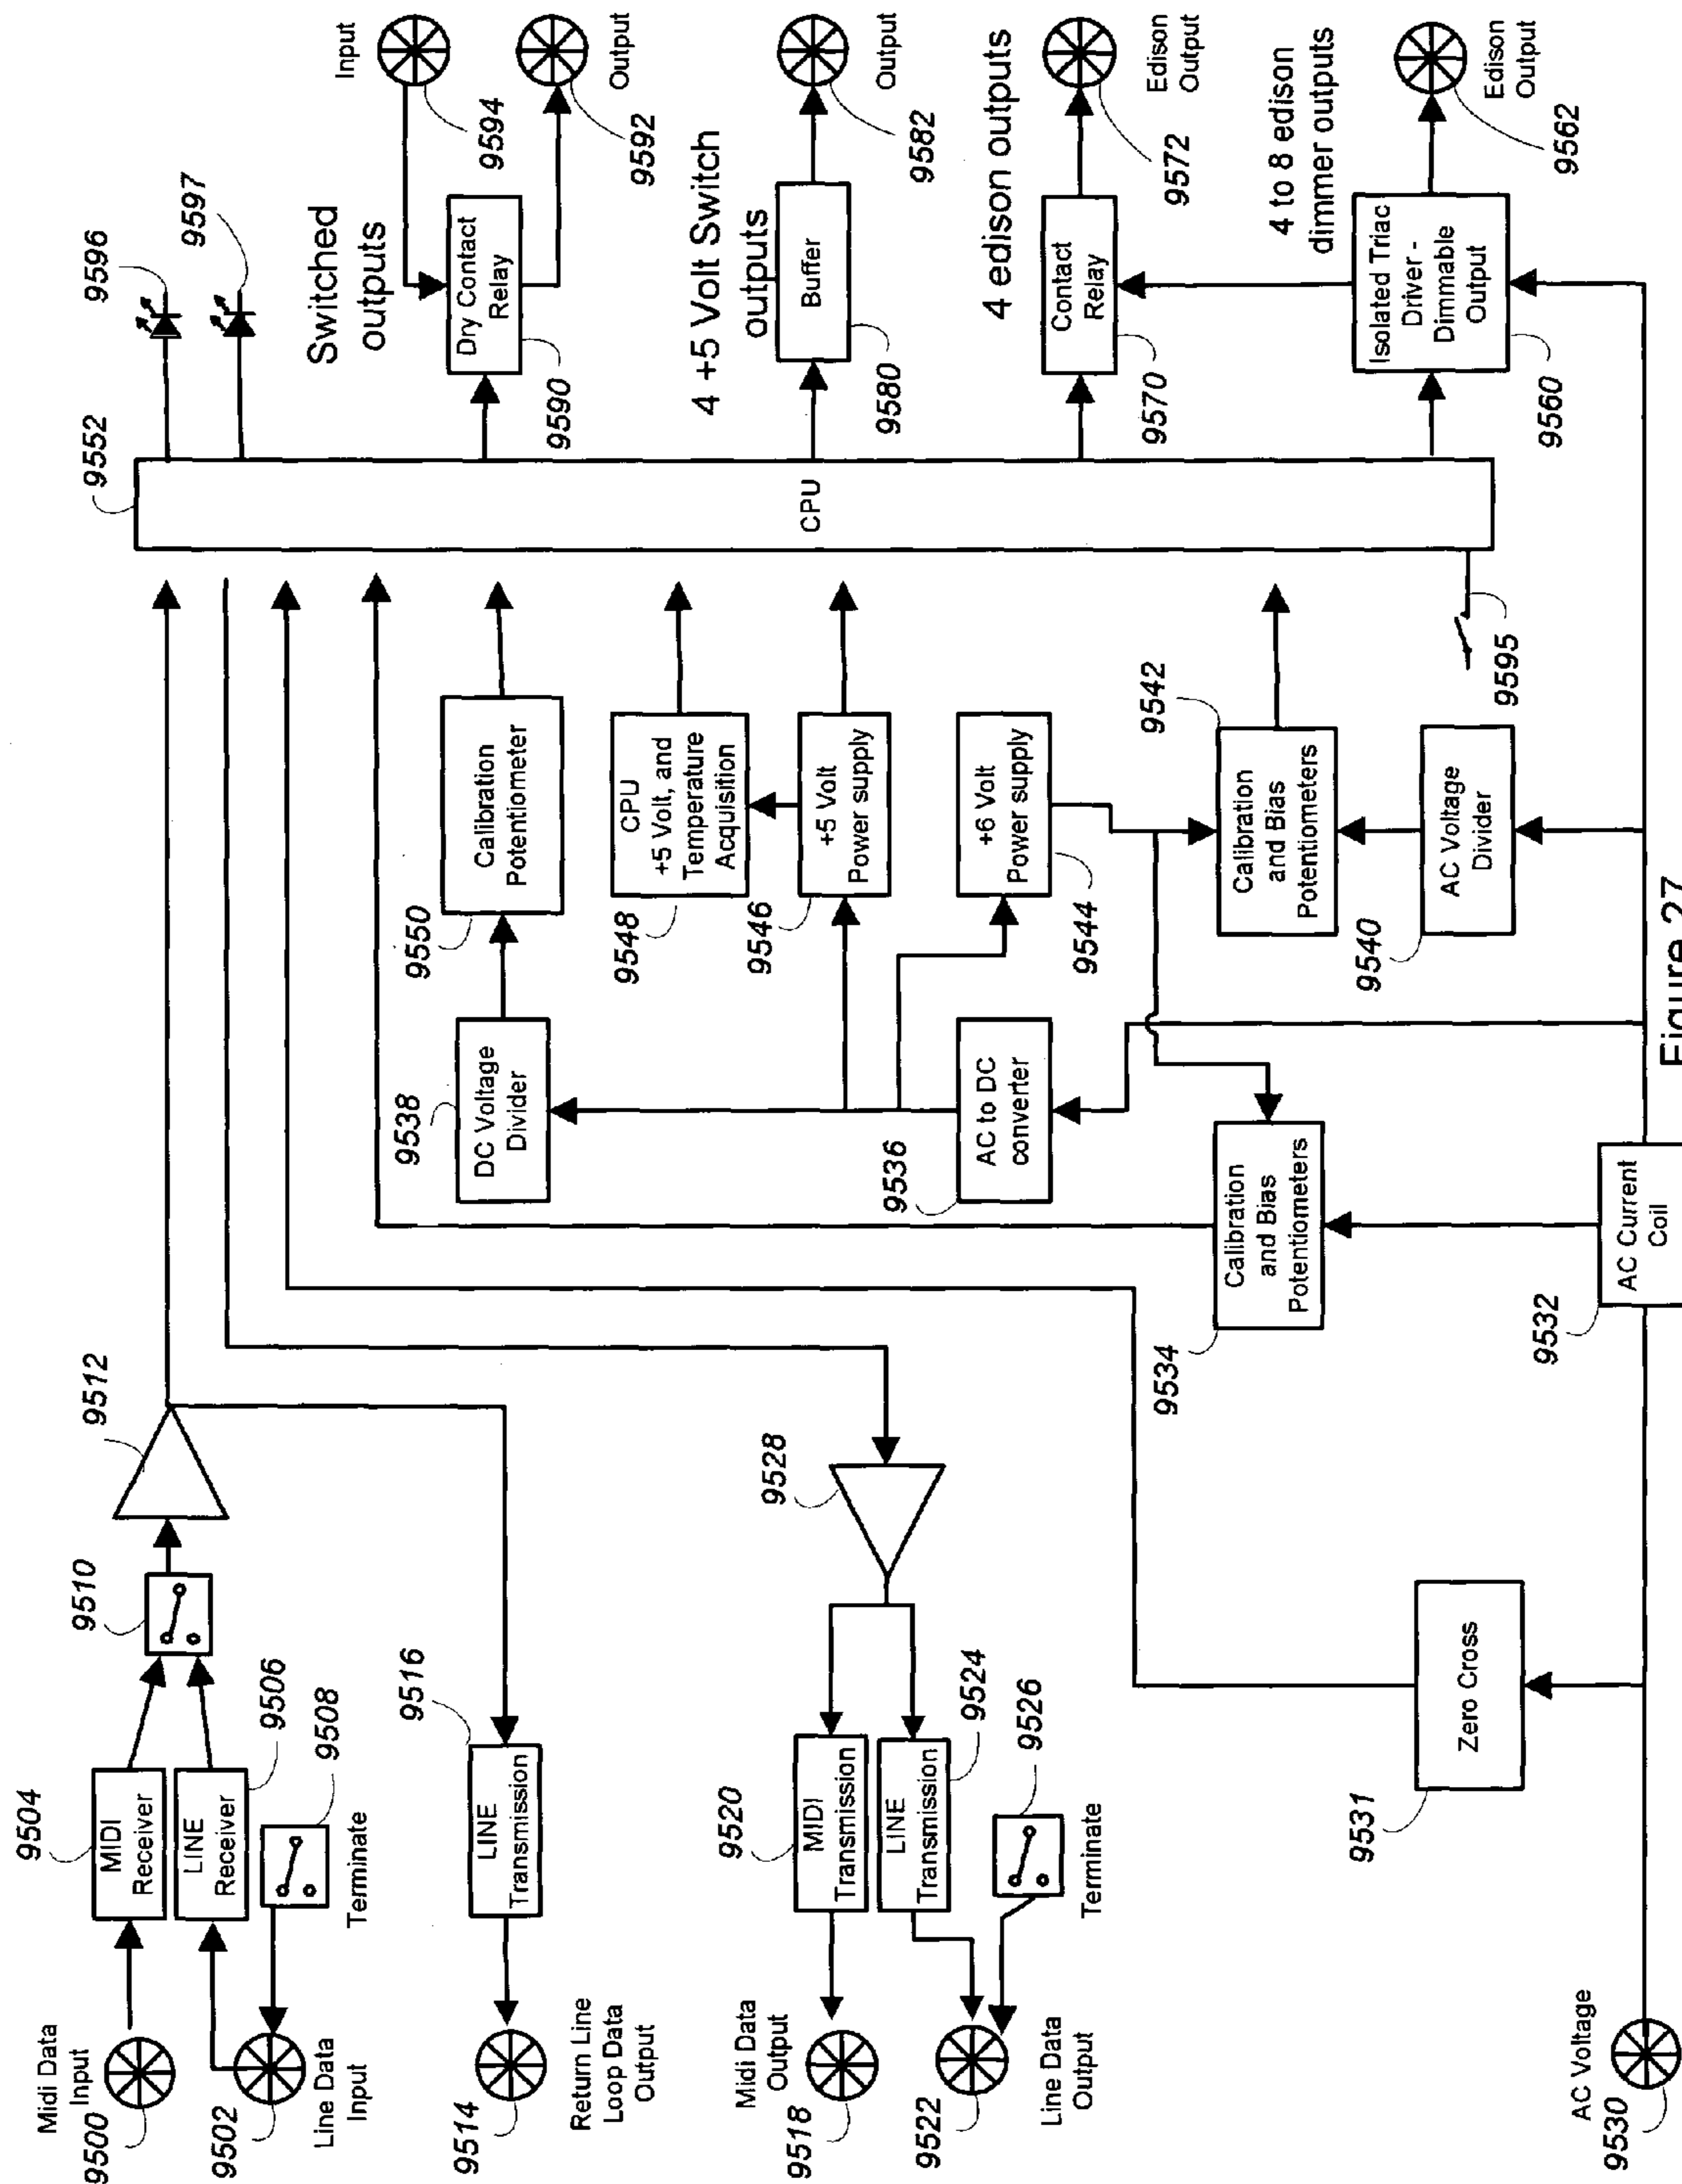 Midi Data
Input
9500
9504
MIDI
Receiver
9510
9512
9502
Line Data
Input
LINE
Receiver
9506
9508
Terminate
9514
Return Line
Loop Data
Output
LINE
Transmission
9516
Midi Data
Output
9518
9520
MIDI
Transmission
9528
9522
Line Data
Output
LINE
Transmission
9524
9526
Terminate
AC Voltage
9530
9531
Zero Cross
9532
AC Current
Coil
9534
Calibration
and Bias
Potentiometers
9536
AC to DC
converter
9538
DC Voltage
Divider
9550
Calibration
Potentiometer
9548
CPU
+5 Volt, and
Temperature
Acquisition
9546
+5 Volt
Power supply
+6 Volt
Power supply
9544
9542
Calibration
and Bias
Potentiometers
9540
AC Voltage
Divider
9595
9552
CPU
9596
9597
Switched
outputs
Input
9594
Dry Contact
Relay
9590
Output
9592
4 +5 Volt Switch
outputs
Buffer
9580
Output
9582
4 edison outputs
Contact
Relay
9570
Edison
Output
9572
4 to 8 edison
dimmer outputs
Isolated Triac
Driver -
Dimmable
Output
9560
Edison
Output
9562
Figure 27